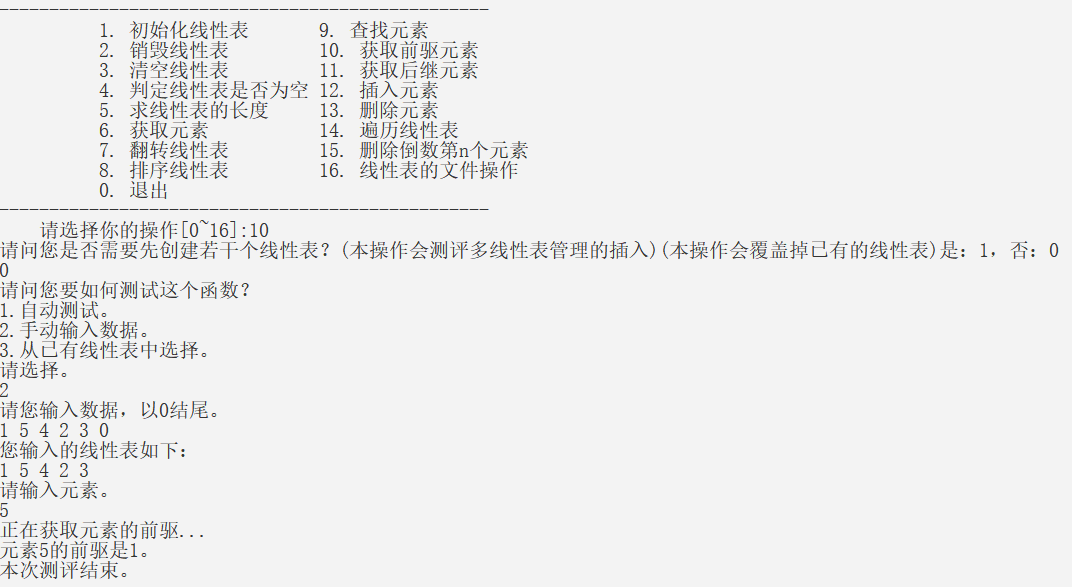 -------------------------------------------------
1. 初始化线性表 9. 查找元素
2. 销毁线性表 10. 获取前驱元素
3. 清空线性表 11. 获取后继元素
4. 判定线性表是否为空 12. 插入元素
5. 求线性表的长度 13. 删除元素
6. 获取元素 14. 遍历线性表
7. 翻转线性表 15. 删除倒数第n个元素
8. 排序线性表 16. 线性表的文件操作
0. 退出
-------------------------------------------------
请选择你的操作[0~16]:10
请问您是否需要先创建若干个线性表？(本操作会测评多线性表管理的插入)(本操作会覆盖掉已有的线性表)是：1，否：0
0
请问您要如何测试这个函数？
1.自动测试。
2.手动输入数据。
3.从已有线性表中选择。
请选择。
2
请您输入数据，以0结尾。
1 5 4 2 3 0
您输入的线性表如下：
1 5 4 2 3
请输入元素。
5
正在获取元素的前驱...
元素5的前驱是1。
本次测评结束。